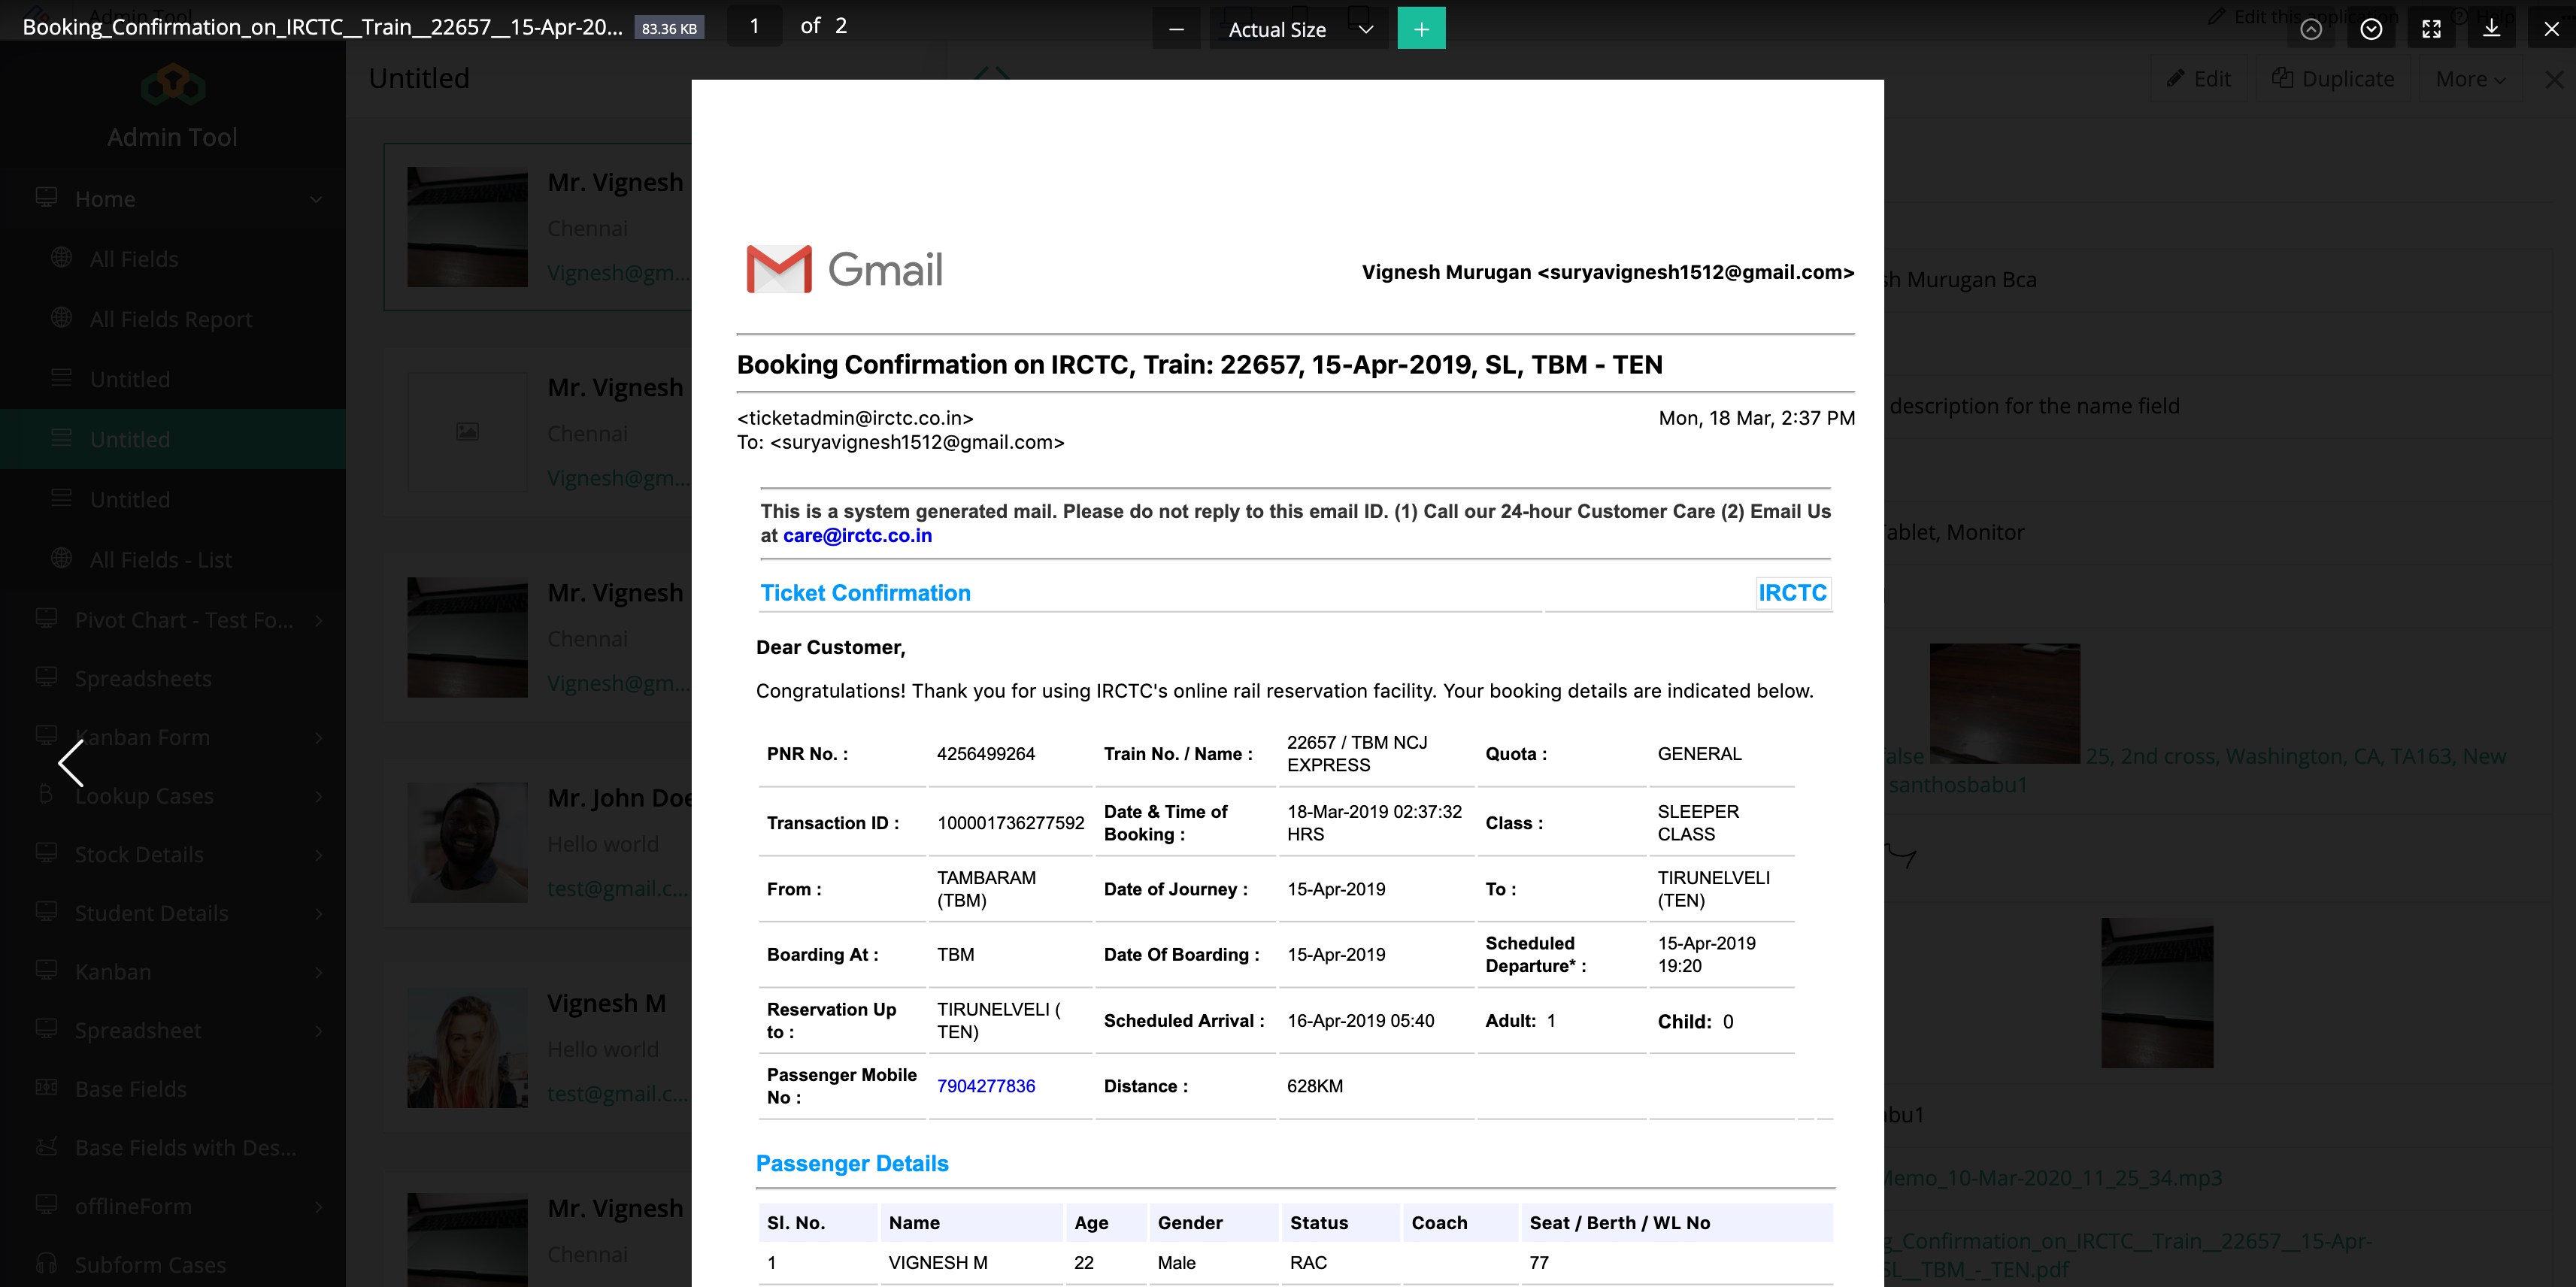 Booking_Confirmation_on_IRCTC__Train__22657__15-Apr-20...
83.36 KB
1 of 2
Actual Size
Edit this application
Help
Admin Tool
Untitled
Edit
Duplicate
More
Admin Tool
Home
All Fields
All Fields Report
Untitled
Untitled
Untitled
All Fields - List
Pivot Chart - Test Fo...
Spreadsheets
Kanban Form
Lookup Cases
Stock Details
Student Details
Kanban
Spreadsheet
Base Fields
Base Fields with Des...
offlineForm
Subform Cases
Mr. Vignesh
Chennai
Vignesh@gm...
Mr. Vignesh
Chennai
Vignesh@gm...
Mr. Vignesh
Chennai
Vignesh@gm...
Mr. John Doe
Hello world
test@gmail.c...
Vignesh M
Hello world
test@gmail.c...
Mr. Vignesh
Chennai
Gmail
Vignesh Murugan <suryavignesh1512@gmail.com>
Booking Confirmation on IRCTC, Train: 22657, 15-Apr-2019, SL, TBM - TEN
<ticketadmin@irctc.co.in> Mon, 18 Mar, 2:37 PM
To: <suryavignesh1512@gmail.com>
This is a system generated mail. Please do not reply to this email ID. (1) Call our 24-hour Customer Care (2) Email Us
at care@irctc.co.in
Ticket Confirmation IRCTC
Dear Customer,
Congratulations! Thank you for using IRCTC's online rail reservation facility. Your booking details are indicated below.
PNR No. : 4256499264 Train No. / Name : 22657 / TBM NCJ EXPRESS Quota : GENERAL
Transaction ID : 100001736277592 Date & Time of Booking : 18-Mar-2019 02:37:32 HRS Class : SLEEPER CLASS
From : TAMBARAM (TBM) Date of Journey : 15-Apr-2019 To : TIRUNELVELI (TEN)
Boarding At : TBM Date Of Boarding : 15-Apr-2019 Scheduled Departure* : 15-Apr-2019 19:20
Reservation Up to : TIRUNELVELI ( TEN) Scheduled Arrival : 16-Apr-2019 05:40 Adult: 1 Child: 0
Passenger Mobile No : 7904277836 Distance : 628KM
Passenger Details
Sl. No. Name Age Gender Status Coach Seat / Berth / WL No
1 VIGNESH M 22 Male RAC 77
Murugan Bca
description for the name field
Tablet, Monitor
25, 2nd cross, Washington, CA, TA163, New
santhosbabu1
Memo_10-Mar-2020_11_25_34.mp3
_Confirmation_on_IRCTC__Train__22657__15-Apr-
SL__TBM_-_TEN.pdf